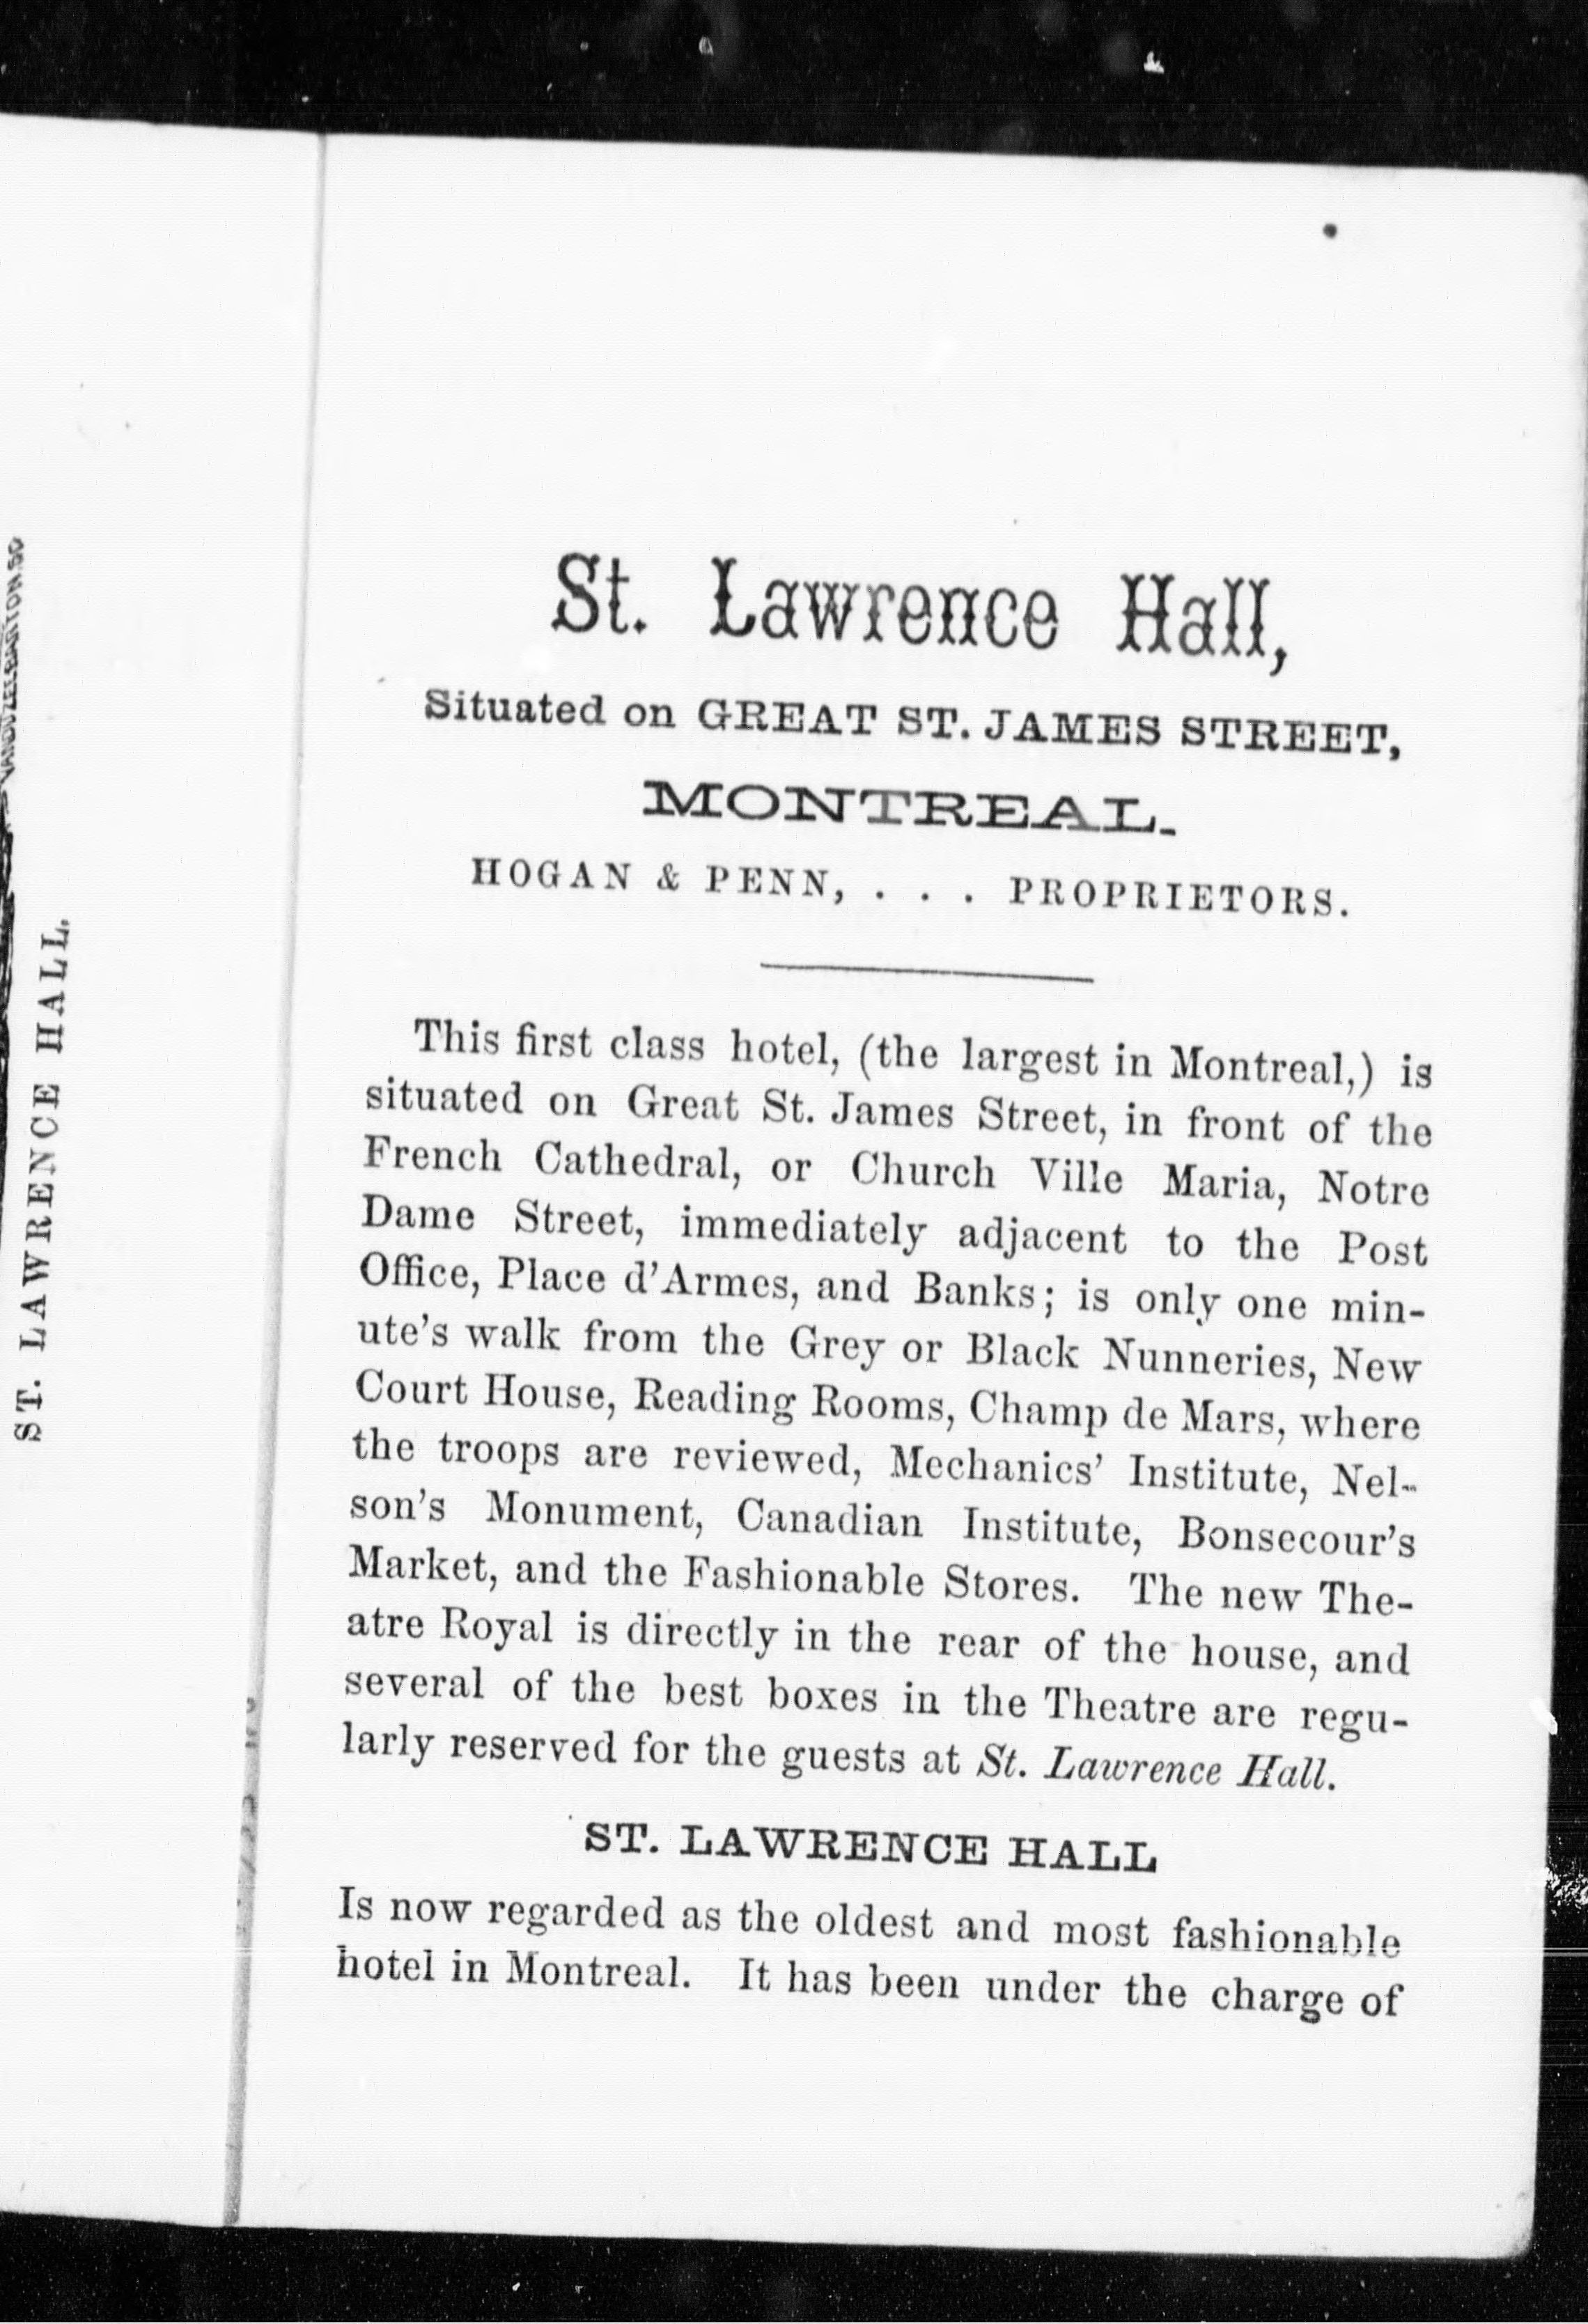 ST. LAWRENCE HALL.
St. Lawrence Hall,
Situated on GREAT ST. JAMES STREET,
MONTREAL.
HOGAN & PENN, . . . PROPRIETORS.
This first class hotel, (the largest in Montreal,) is
situated on Great St. James Street, in front of the
French Cathedral, or Church Ville Maria, Notre
Dame Street, immediately adjacent to the Post
Office, Place d'Armes, and Banks; is only one min-
ute's walk from the Grey or Black Nunneries, New
Court House, Reading Rooms, Champ de Mars, where
the troops are reviewed, Mechanics' Institute, Nel-
son's Monument, Canadian Institute, Bonsecour's
Market, and the Fashionable Stores. The new The-
atre Royal is directly in the rear of the house, and
several of the best boxes in the Theatre are regu-
larly reserved for the guests at St. Lawrence Hall.
ST. LAWRENCE HALL
Is now regarded as the oldest and most fashionable
hotel in Montreal. It has been under the charge of